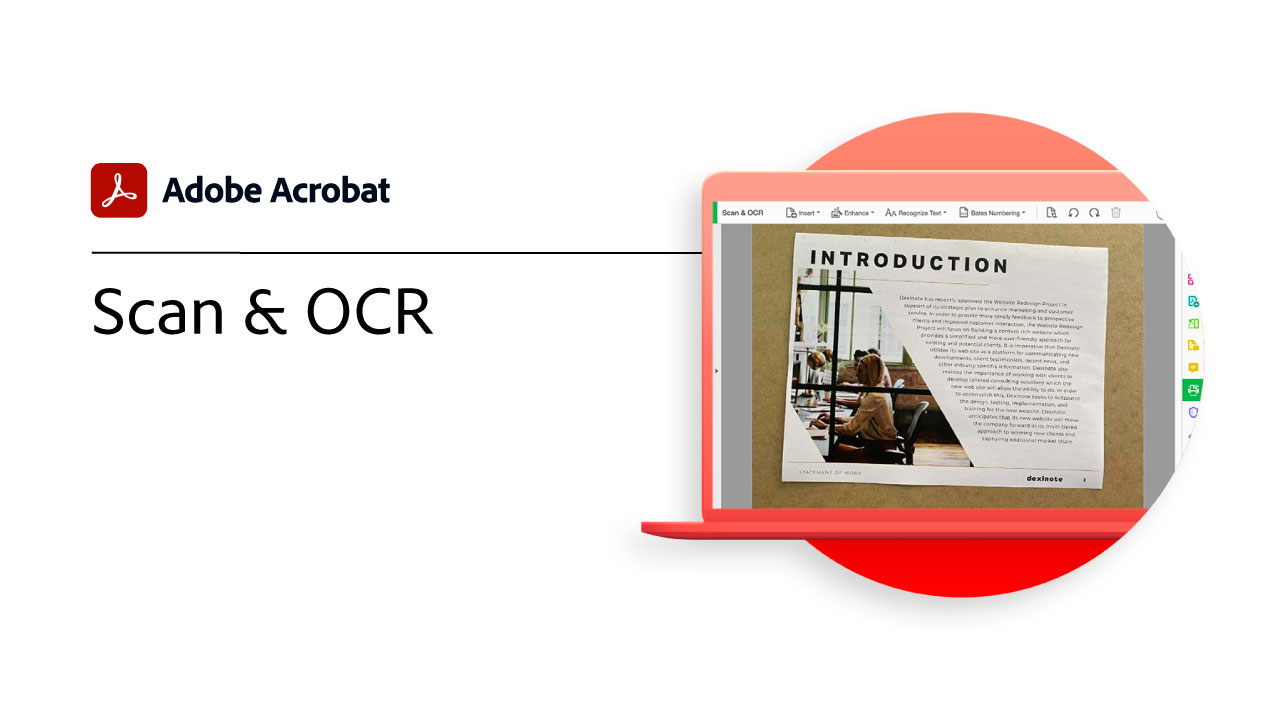 Adobe Acrobat
Scan & OCR
Scan & OCR Insert Enhance Recognize Text Bates Numbering
INTRODUCTION
Dexinote has recently approved the Website Redesign Project in
support of its strategic plan to enhance marketing and customer
service. In order to provide more timely feedback to prospective
clients and improved customer interaction, the Website Redesign
Project will focus on building a content rich website which
provides a simplified and more user-friendly approach for
existing and potential clients. It is imperative that Dexinote
utilizes its web site as a platform for communicating new
developments, client testimonials, recent news, and
other industry specific information. Dexinote also
realizes the importance of working with clients to
develop tailored consulting solutions which the
new web site will allow the ability to do. In order
to accomplish this, Dexinote seeks to outsource
the design, testing, implementation, and
training for the new website. Dexinote
anticipates that its new website will move
the company forward in its multi-tiered
approach to winning new clients and
capturing additional market share.
STATEMENT OF WORK
dexinote